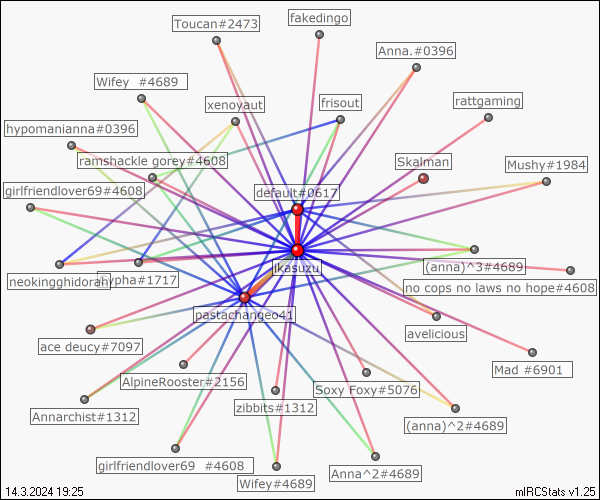 fakedingo
Toucan#2473
Anna.#0396
Wifey  #4689
xenoyaut
frisout
rattgaming
hypomanianna#0396
ramshackle gorey#4608
Skalman
Mushy#1984
girlfriendlover69#4608
default#0617
jkasuzu
(anna)^3#4689
neokingghidorah
hypha#1717
no cops no laws no hope#4608
pastachangeo41
avelicious
ace deucy#7097
Mad #6901
AlpineRooster#2156
Soxy Foxy#5076
Annarchist#1312
zibbits#1312
(anna)^2#4689
girlfriendlover69  #4608
Wifey#4689
Anna^2#4689
14.3.2024 19:25
mIRCStats v1.25